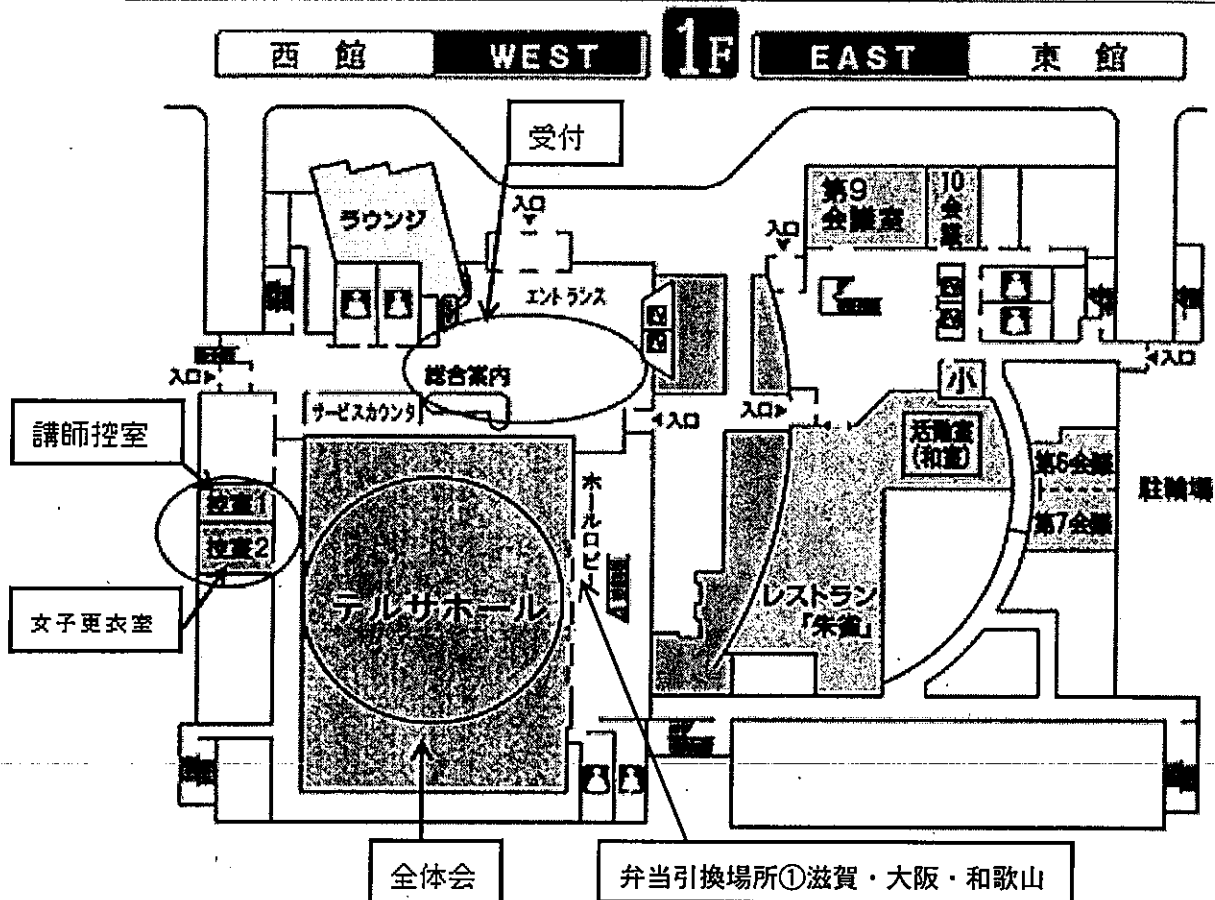 西館 WEST 1F EAST 東館
受付
ラウンジ
入口
エントランス
第9
会議室
10
会議
入口
総合案内
入口
サービスカウンタ
入口
入口
小
入口
活動室
(和室)
第6会議
第7会議
駐輪場
講師控室
控室1
控室2
女子更衣室
ホールロビー
テルサホール
レストラン
「朱雀」
全体会
弁当引換場所①滋賀・大阪・和歌山